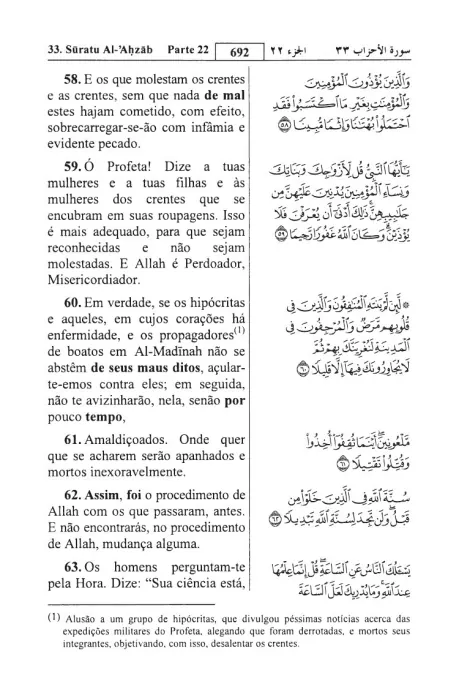 33. Sūratu Al-'Aḥzāb Parte 22 692 الجزء ٢٢ سورة الأحزاب ٣٣
58. E os que molestam os crentes
e as crentes, sem que nada de mal
estes hajam cometido, com efeito,
sobrecarregar-se-ão com infâmia e
evidente pecado.
59. Ó Profeta! Dize a tuas
mulheres e a tuas filhas e às
mulheres dos crentes que se
encubram em suas roupagens. Isso
é mais adequado, para que sejam
reconhecidas e não sejam
molestadas. E Allah é Perdoador,
Misericordiador.
60. Em verdade, se os hipócritas
e aqueles, em cujos corações há
enfermidade, e os propagadores(1)
de boatos em Al-Madīnah não se
abstêm de seus maus ditos, açular-
te-emos contra eles; em seguida,
não te avizinharão, nela, senão por
pouco tempo,
61. Amaldiçoados. Onde quer
que se acharem serão apanhados e
mortos inexoravelmente.
62. Assim, foi o procedimento de
Allah com os que passaram, antes.
E não encontrarás, no procedimento
de Allah, mudança alguma.
63. Os homens perguntam-te
pela Hora. Dize: "Sua ciência está,
وَالَّذِينَ يُؤْذُونَ الْمُؤْمِنِينَ
وَالْمُؤْمِنَاتِ بِغَيْرِ مَا اكْتَسَبُوا فَقَدِ
احْتَمَلُوا بُهْتَانًا وَإِثْمًا مُبِينًا ٥٨
يَا أَيُّهَا النَّبِيُّ قُل لِّأَزْوَاجِكَ وَبَنَاتِكَ
وَنِسَاءِ الْمُؤْمِنِينَ يُدْنِينَ عَلَيْهِنَّ مِن
جَلَابِيبِهِنَّ ذَٰلِكَ أَدْنَىٰ أَن يُعْرَفْنَ فَلَا
يُؤْذَيْنَ وَكَانَ اللَّهُ غَفُورًا رَّحِيمًا ٥٩
۞ لَّئِن لَّمْ يَنتَهِ الْمُنَافِقُونَ وَالَّذِينَ فِي
قُلُوبِهِم مَّرَضٌ وَالْمُرْجِفُونَ فِي
الْمَدِينَةِ لَنُغْرِيَنَّكَ بِهِمْ ثُمَّ
لَا يُجَاوِرُونَكَ فِيهَا إِلَّا قَلِيلًا ٦٠
مَّلْعُونِينَ أَيْنَمَا ثُقِفُوا أُخِذُوا
وَقُتِّلُوا تَقْتِيلًا ٦١
سُنَّةَ اللَّهِ فِي الَّذِينَ خَلَوْا مِن
قَبْلُ وَلَن تَجِدَ لِسُنَّةِ اللَّهِ تَبْدِيلًا ٦٢
يَسْأَلُكَ النَّاسُ عَنِ السَّاعَةِ قُلْ إِنَّمَا عِلْمُهَا
عِندَ اللَّهِ وَمَا يُدْرِيكَ لَعَلَّ السَّاعَةَ
(1) Alusão a um grupo de hipócritas, que divulgou péssimas notícias acerca das
expedições militares do Profeta, alegando que foram derrotadas, e mortos seus
integrantes, objetivando, com isso, desalentar os crentes.